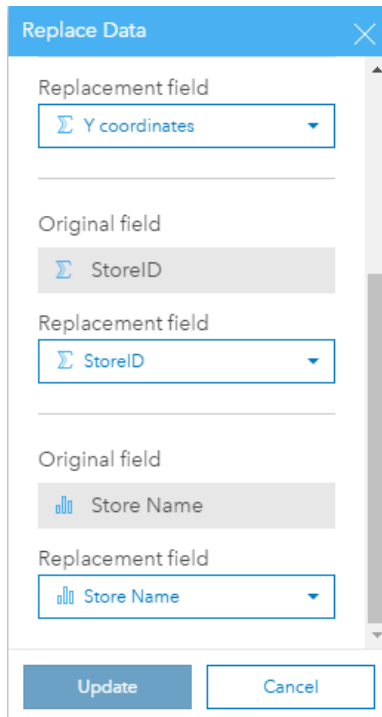 Replace Data
Replacement field
Y coordinates
Original field
StoreID
Replacement field
StoreID
Original field
Store Name
Replacement field
Store Name
Update Cancel